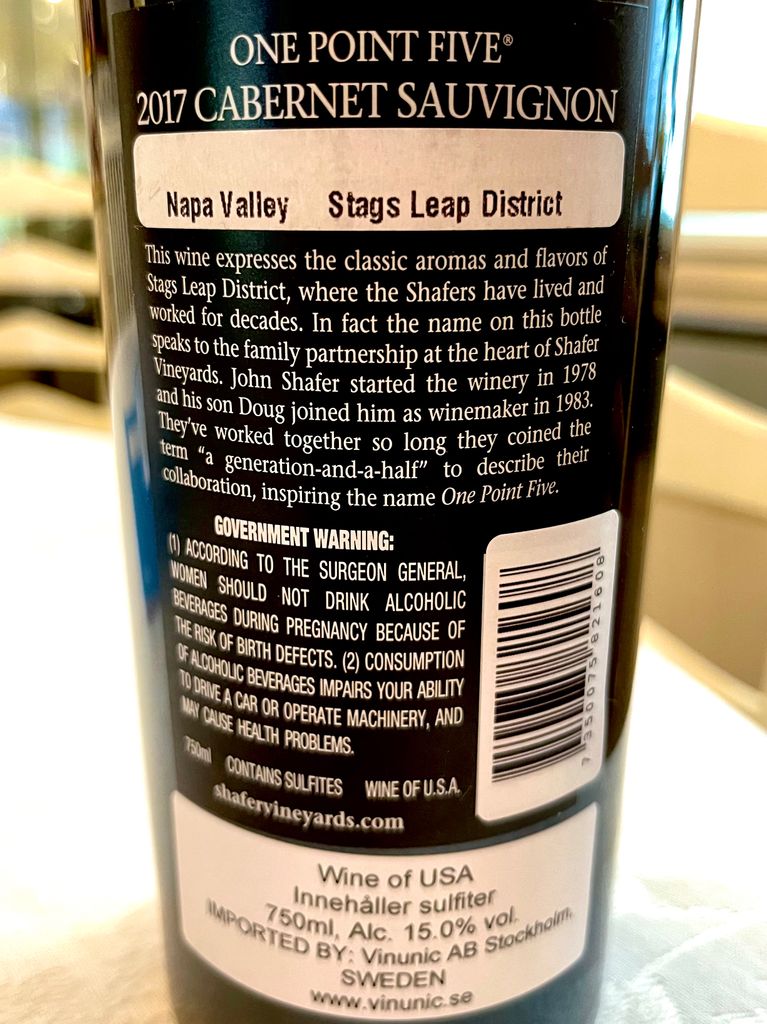 ONE POINT FIVE®
2017 CABERNET SAUVIGNON
Napa Valley Stags Leap District
This wine expresses the classic aromas and flavors of
Stags Leap District, where the Shafers have lived and
worked for decades. In fact the name on this bottle
speaks to the family partnership at the heart of Shafer
Vineyards. John Shafer started the winery in 1978
and his son Doug joined him as winemaker in 1983.
They've worked together so long they coined the
term “a generation-and-a-half” to describe their
collaboration, inspiring the name One Point Five.
GOVERNMENT WARNING:
(1) ACCORDING TO THE SURGEON GENERAL,
WOMEN SHOULD NOT DRINK ALCOHOLIC
BEVERAGES DURING PREGNANCY BECAUSE OF
THE RISK OF BIRTH DEFECTS. (2) CONSUMPTION
OF ALCOHOLIC BEVERAGES IMPAIRS YOUR ABILITY
TO DRIVE A CAR OR OPERATE MACHINERY, AND
MAY CAUSE HEALTH PROBLEMS.
750ml CONTAINS SULFITES WINE OF U.S.A.
shafervineyards.com
7 350075 821608
Wine of USA
Innehåller sulfiter
750ml, Alc. 15.0% vol.
IMPORTED BY: Vinunic AB Stockholm,
SWEDEN
www.vinunic.se